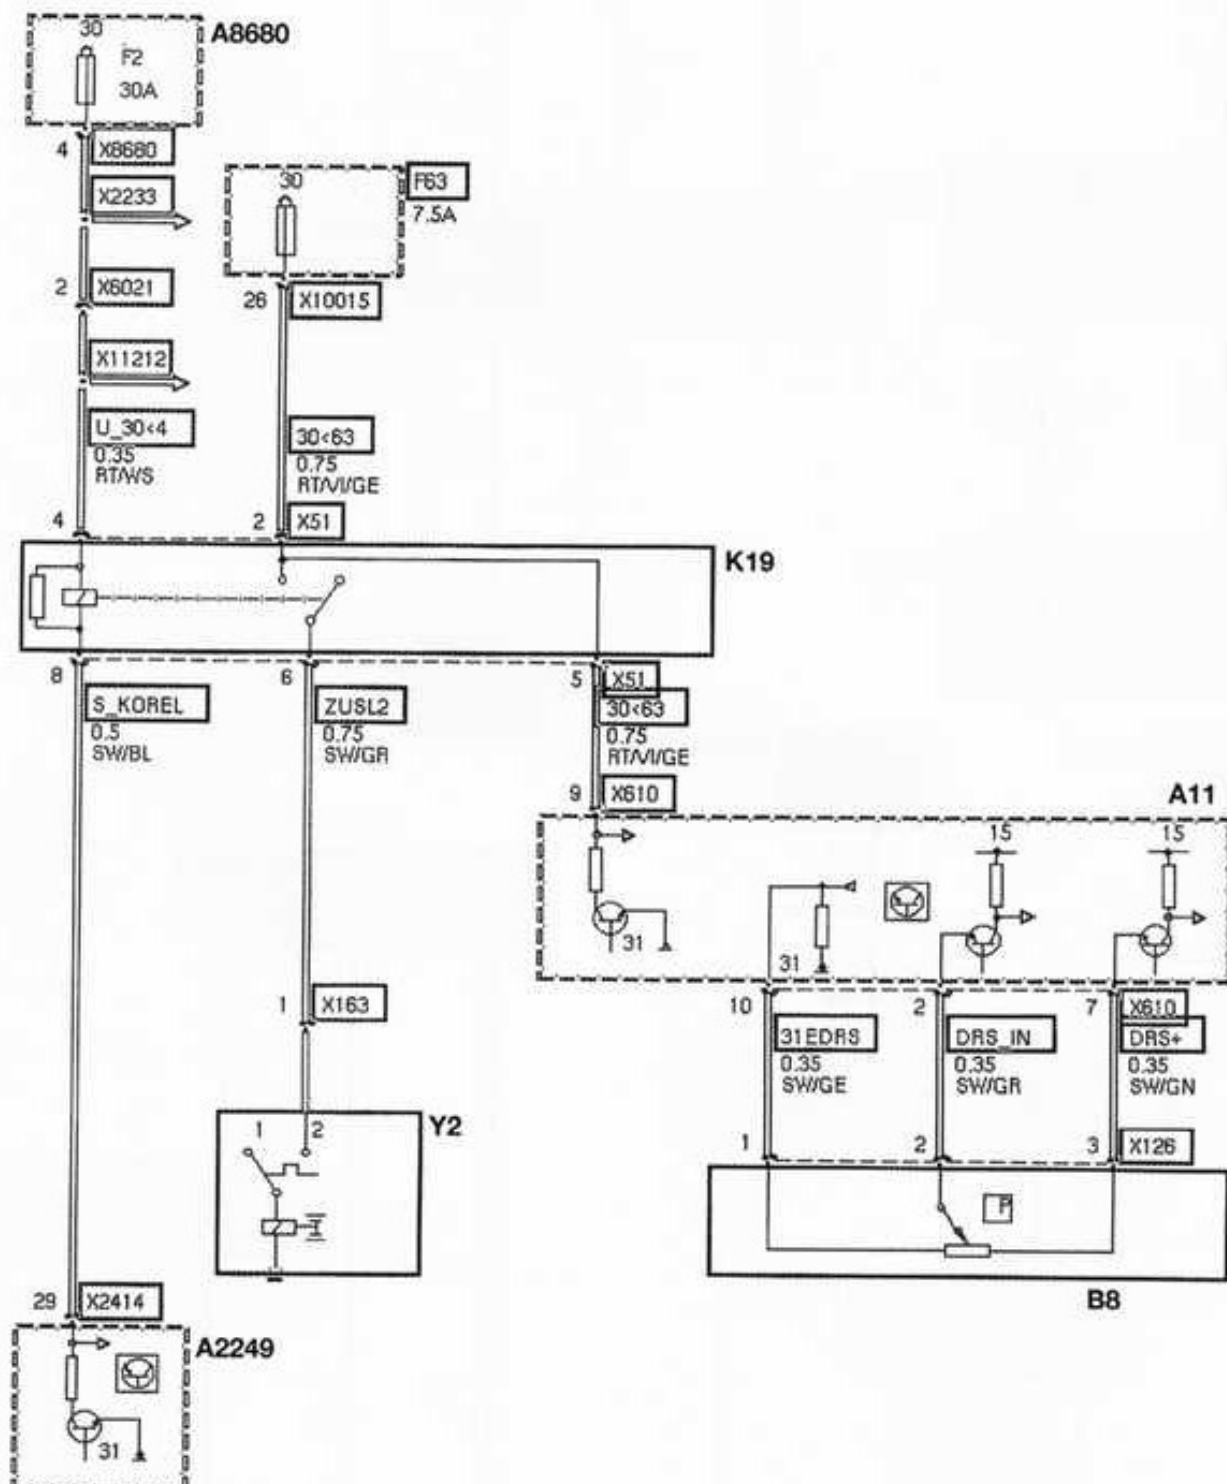 30
A8680
F2
30A
4
X8680
X2233
30
F63
7.5A
2
X6021
26
X10015
X11212
U_30<4
0.35
RT/WS
30<63
0.75
RT/VI/GE
4
2
X51
K19
8
S_KOREL
0.5
SW/BL
6
ZUSL2
0.75
SW/GR
5
X51
30<63
0.75
RT/VI/GE
9
X610
A11
15
15
31
31
1
X163
10
31EDRS
0.35
SW/GE
2
DRS_IN
0.35
SW/GR
7
X610
DRS+
0.35
SW/GN
1
2
Y2
1
2
3
X126
P
B8
29
X2414
A2249
31